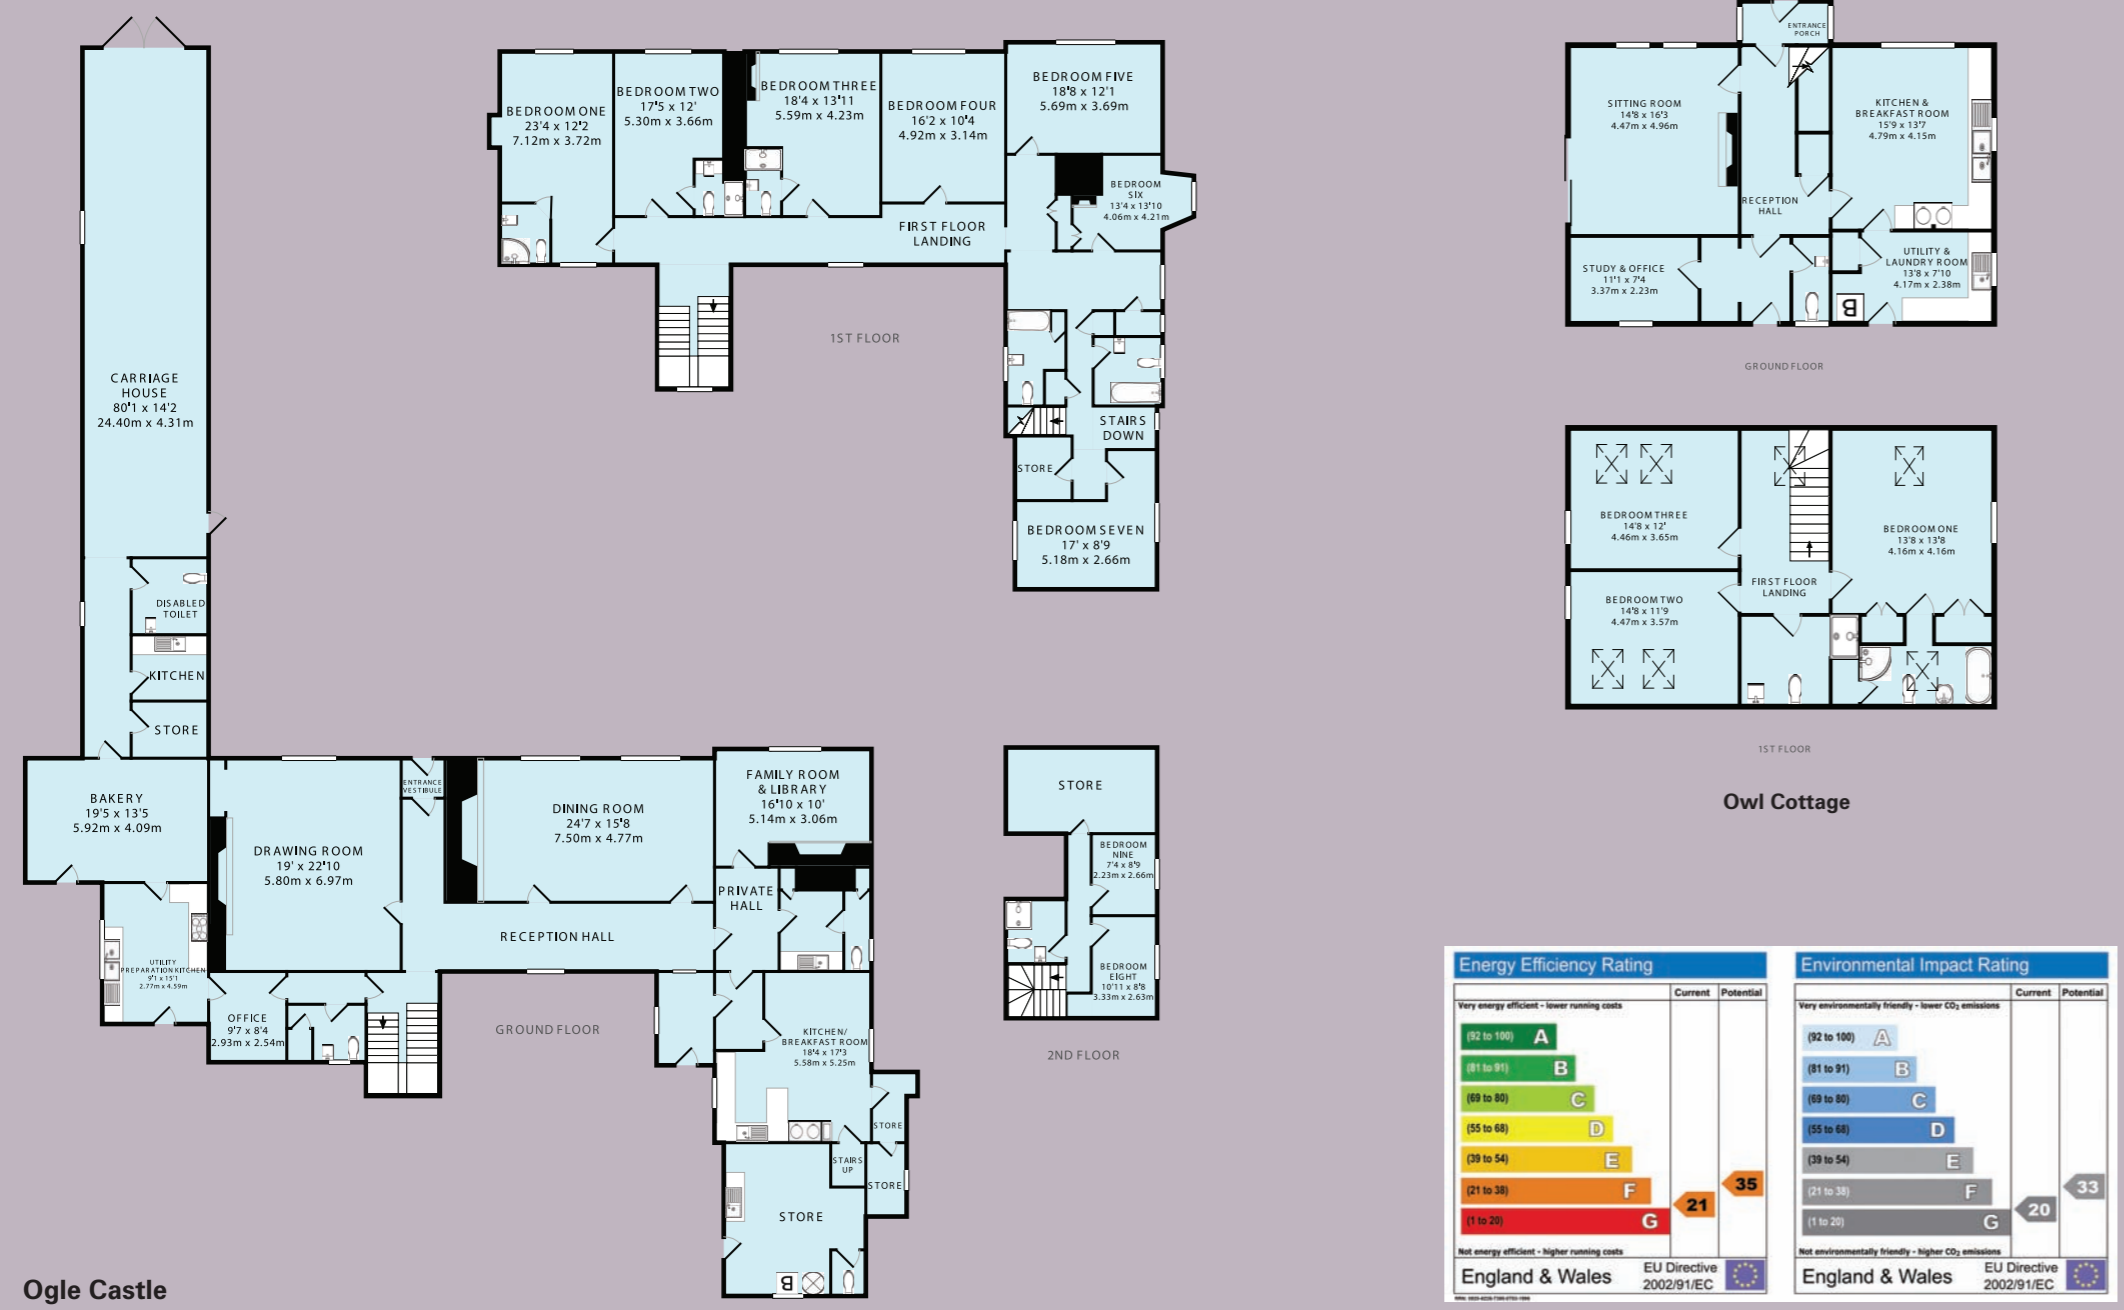 CARRIAGE
HOUSE
80'1 x 14'2
24.40m x 4.31m
DISABLED
TOILET
KITCHEN
STORE
BAKERY
19'5 x 13'5
5.92m x 4.09m
DRAWING ROOM
19' x 22'10
5.80m x 6.97m
ENTRANCE
VESTIBULE
DINING ROOM
24'7 x 15'8
7.50m x 4.77m
FAMILY ROOM
& LIBRARY
16'10 x 10'
5.14m x 3.06m
PRIVATE
HALL
RECEPTION HALL
UTILITY
PREPARATION KITCHEN
9'1 x 15'1
2.77m x 4.59m
OFFICE
9'7 x 8'4
2.93m x 2.54m
GROUND FLOOR
KITCHEN/
BREAKFAST ROOM
18'4 x 17'3
5.58m x 5.25m
STORE
STAIRS
UP
STORE
STORE
B
Ogle Castle
BEDROOM ONE
23'4 x 12'2
7.12m x 3.72m
BEDROOM TWO
17'5 x 12'
5.30m x 3.66m
BEDROOM THREE
18'4 x 13'11
5.59m x 4.23m
BEDROOM FOUR
16'2 x 10'4
4.92m x 3.14m
BEDROOM FIVE
18'8 x 12'1
5.69m x 3.69m
BEDROOM
SIX
13'4 x 13'10
4.06m x 4.21m
FIRST FLOOR
LANDING
1ST FLOOR
STAIRS
DOWN
STORE
BEDROOM SEVEN
17' x 8'9
5.18m x 2.66m
STORE
BEDROOM
NINE
7'4 x 8'9
2.23m x 2.66m
BEDROOM
EIGHT
10'11 x 8'8
3.33m x 2.63m
2ND FLOOR
ENTRANCE
PORCH
SITTING ROOM
14'8 x 16'3
4.47m x 4.96m
KITCHEN &
BREAKFAST ROOM
15'9 x 13'7
4.79m x 4.15m
RECEPTION
HALL
STUDY & OFFICE
11'1 x 7'4
3.37m x 2.23m
UTILITY &
LAUNDRY ROOM
13'8 x 7'10
4.17m x 2.38m
B
GROUND FLOOR
BEDROOM THREE
14'8 x 12'
4.46m x 3.65m
BEDROOM ONE
13'8 x 13'8
4.16m x 4.16m
FIRST FLOOR
LANDING
BEDROOM TWO
14'8 x 11'9
4.47m x 3.57m
1ST FLOOR
Owl Cottage
Energy Efficiency Rating
Current Potential
Very energy efficient - lower running costs
(92 to 100) A
(81 to 91) B
(69 to 80) C
(55 to 68) D
(39 to 54) E
(21 to 38) F
(1 to 20) G
21
35
Not energy efficient - higher running costs
England & Wales
EU Directive
2002/91/EC
Environmental Impact Rating
Current Potential
Very environmentally friendly - lower CO₂ emissions
(92 to 100) A
(81 to 91) B
(69 to 80) C
(55 to 68) D
(39 to 54) E
(21 to 38) F
(1 to 20) G
20
33
Not environmentally friendly - higher CO₂ emissions
England & Wales
EU Directive
2002/91/EC